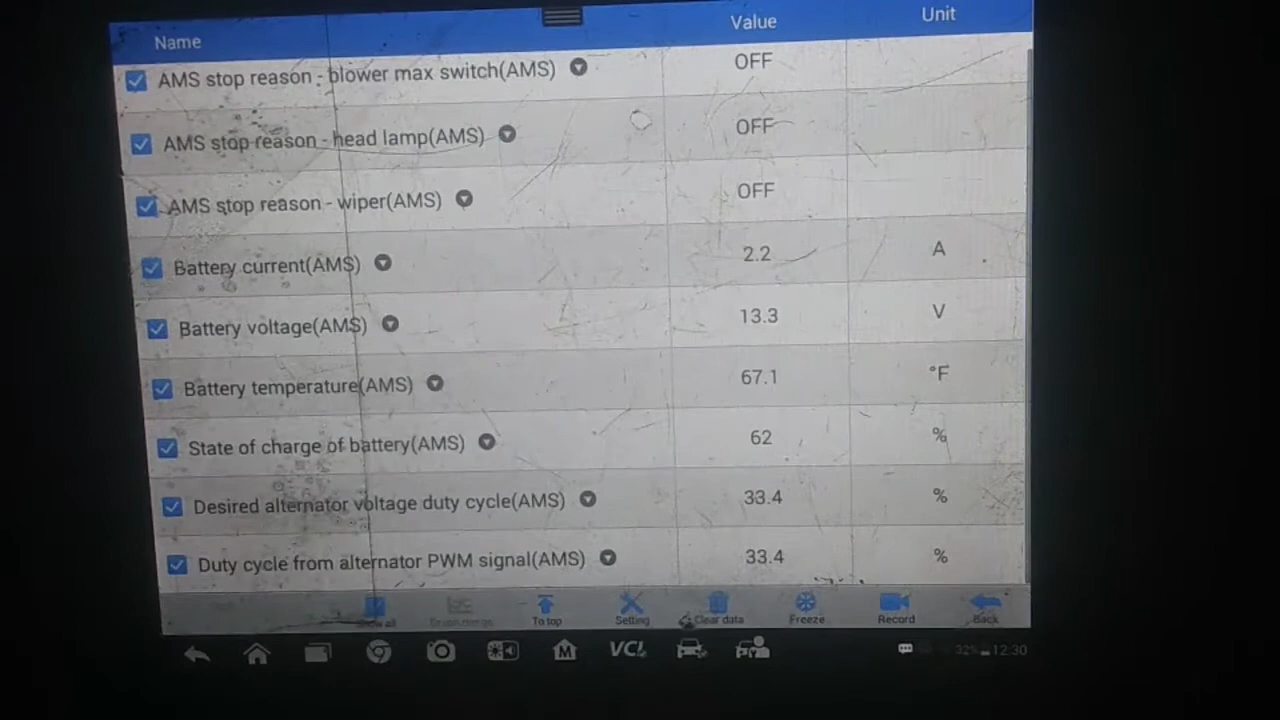 Name Value Unit
AMS stop reason - blower max switch(AMS) OFF
AMS stop reason - head lamp(AMS) OFF
AMS stop reason - wiper(AMS) OFF
Battery current(AMS) 2.2 A
Battery voltage(AMS) 13.3 V
Battery temperature(AMS) 67.1 °F
State of charge of battery(AMS) 62 %
Desired alternator voltage duty cycle(AMS) 33.4 %
Duty cycle from alternator PWM signal(AMS) 33.4 %
Show all To top Setting Clear data Freeze Record Back
M VCI 32% 12:30